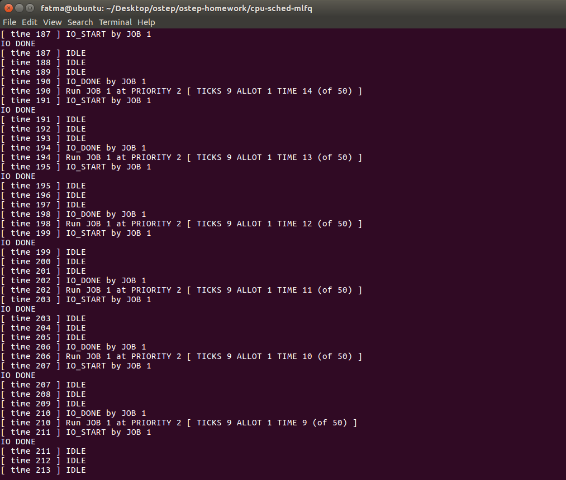 fatma@ubuntu: ~/Desktop/ostep/ostep-homework/cpu-sched-mlfq
File Edit View Search Terminal Help
[ time 187 ] IO_START by JOB 1
IO DONE
[ time 187 ] IDLE
[ time 188 ] IDLE
[ time 189 ] IDLE
[ time 190 ] IO_DONE by JOB 1
[ time 190 ] Run JOB 1 at PRIORITY 2 [ TICKS 9 ALLOT 1 TIME 14 (of 50) ]
[ time 191 ] IO_START by JOB 1
IO DONE
[ time 191 ] IDLE
[ time 192 ] IDLE
[ time 193 ] IDLE
[ time 194 ] IO_DONE by JOB 1
[ time 194 ] Run JOB 1 at PRIORITY 2 [ TICKS 9 ALLOT 1 TIME 13 (of 50) ]
[ time 195 ] IO_START by JOB 1
IO DONE
[ time 195 ] IDLE
[ time 196 ] IDLE
[ time 197 ] IDLE
[ time 198 ] IO_DONE by JOB 1
[ time 198 ] Run JOB 1 at PRIORITY 2 [ TICKS 9 ALLOT 1 TIME 12 (of 50) ]
[ time 199 ] IO_START by JOB 1
IO DONE
[ time 199 ] IDLE
[ time 200 ] IDLE
[ time 201 ] IDLE
[ time 202 ] IO_DONE by JOB 1
[ time 202 ] Run JOB 1 at PRIORITY 2 [ TICKS 9 ALLOT 1 TIME 11 (of 50) ]
[ time 203 ] IO_START by JOB 1
IO DONE
[ time 203 ] IDLE
[ time 204 ] IDLE
[ time 205 ] IDLE
[ time 206 ] IO_DONE by JOB 1
[ time 206 ] Run JOB 1 at PRIORITY 2 [ TICKS 9 ALLOT 1 TIME 10 (of 50) ]
[ time 207 ] IO_START by JOB 1
IO DONE
[ time 207 ] IDLE
[ time 208 ] IDLE
[ time 209 ] IDLE
[ time 210 ] IO_DONE by JOB 1
[ time 210 ] Run JOB 1 at PRIORITY 2 [ TICKS 9 ALLOT 1 TIME 9 (of 50) ]
[ time 211 ] IO_START by JOB 1
IO DONE
[ time 211 ] IDLE
[ time 212 ] IDLE
[ time 213 ] IDLE